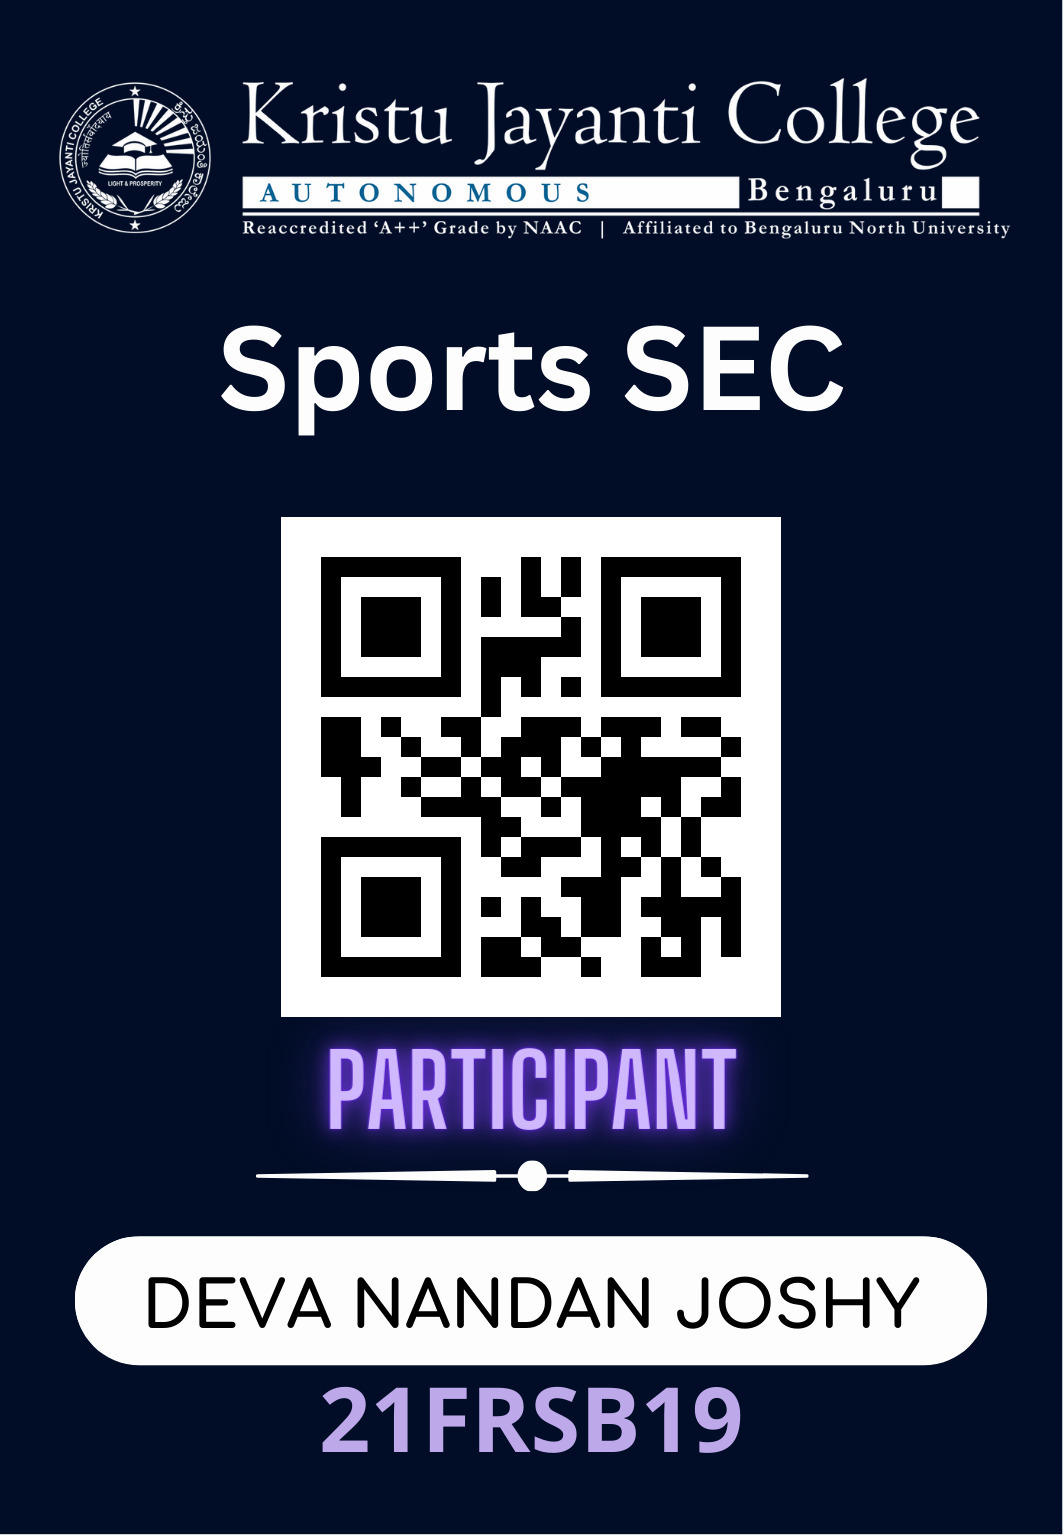 Kristu Jayanti College
AUTONOMOUS Bengaluru
Reaccredited ‘A++’ Grade by NAAC | Affiliated to Bengaluru North University
KRISTU JAYANTI COLLEGE
ಕ್ರಿಸ್ತು ಜಯಂತಿ ಕಾಲೇಜು
LIGHT & PROSPERITY
Sports SEC
PARTICIPANT
DEVA NANDAN JOSHY
21FRSB19